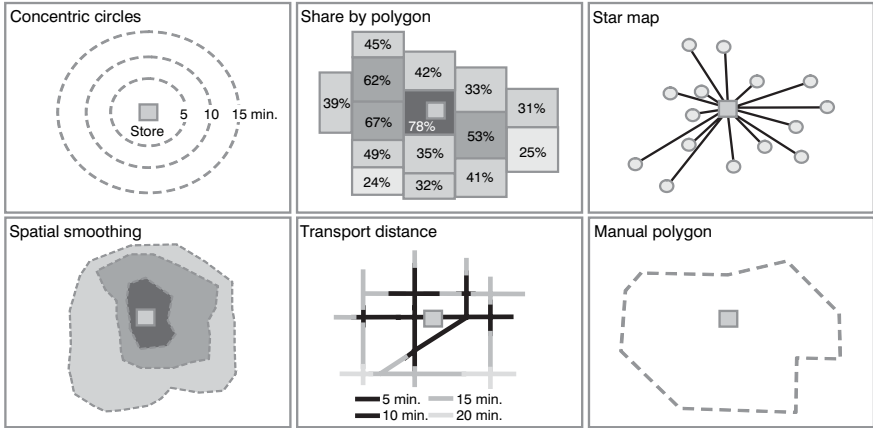 Concentric circles
5 10 15 min.
Store
Share by polygon
45%
62% 42%
39% 33% 31%
67% 78% 53%
49% 35% 25%
24% 32% 41%
Star map
Spatial smoothing
Transport distance
5 min. 15 min.
10 min. 20 min.
Manual polygon